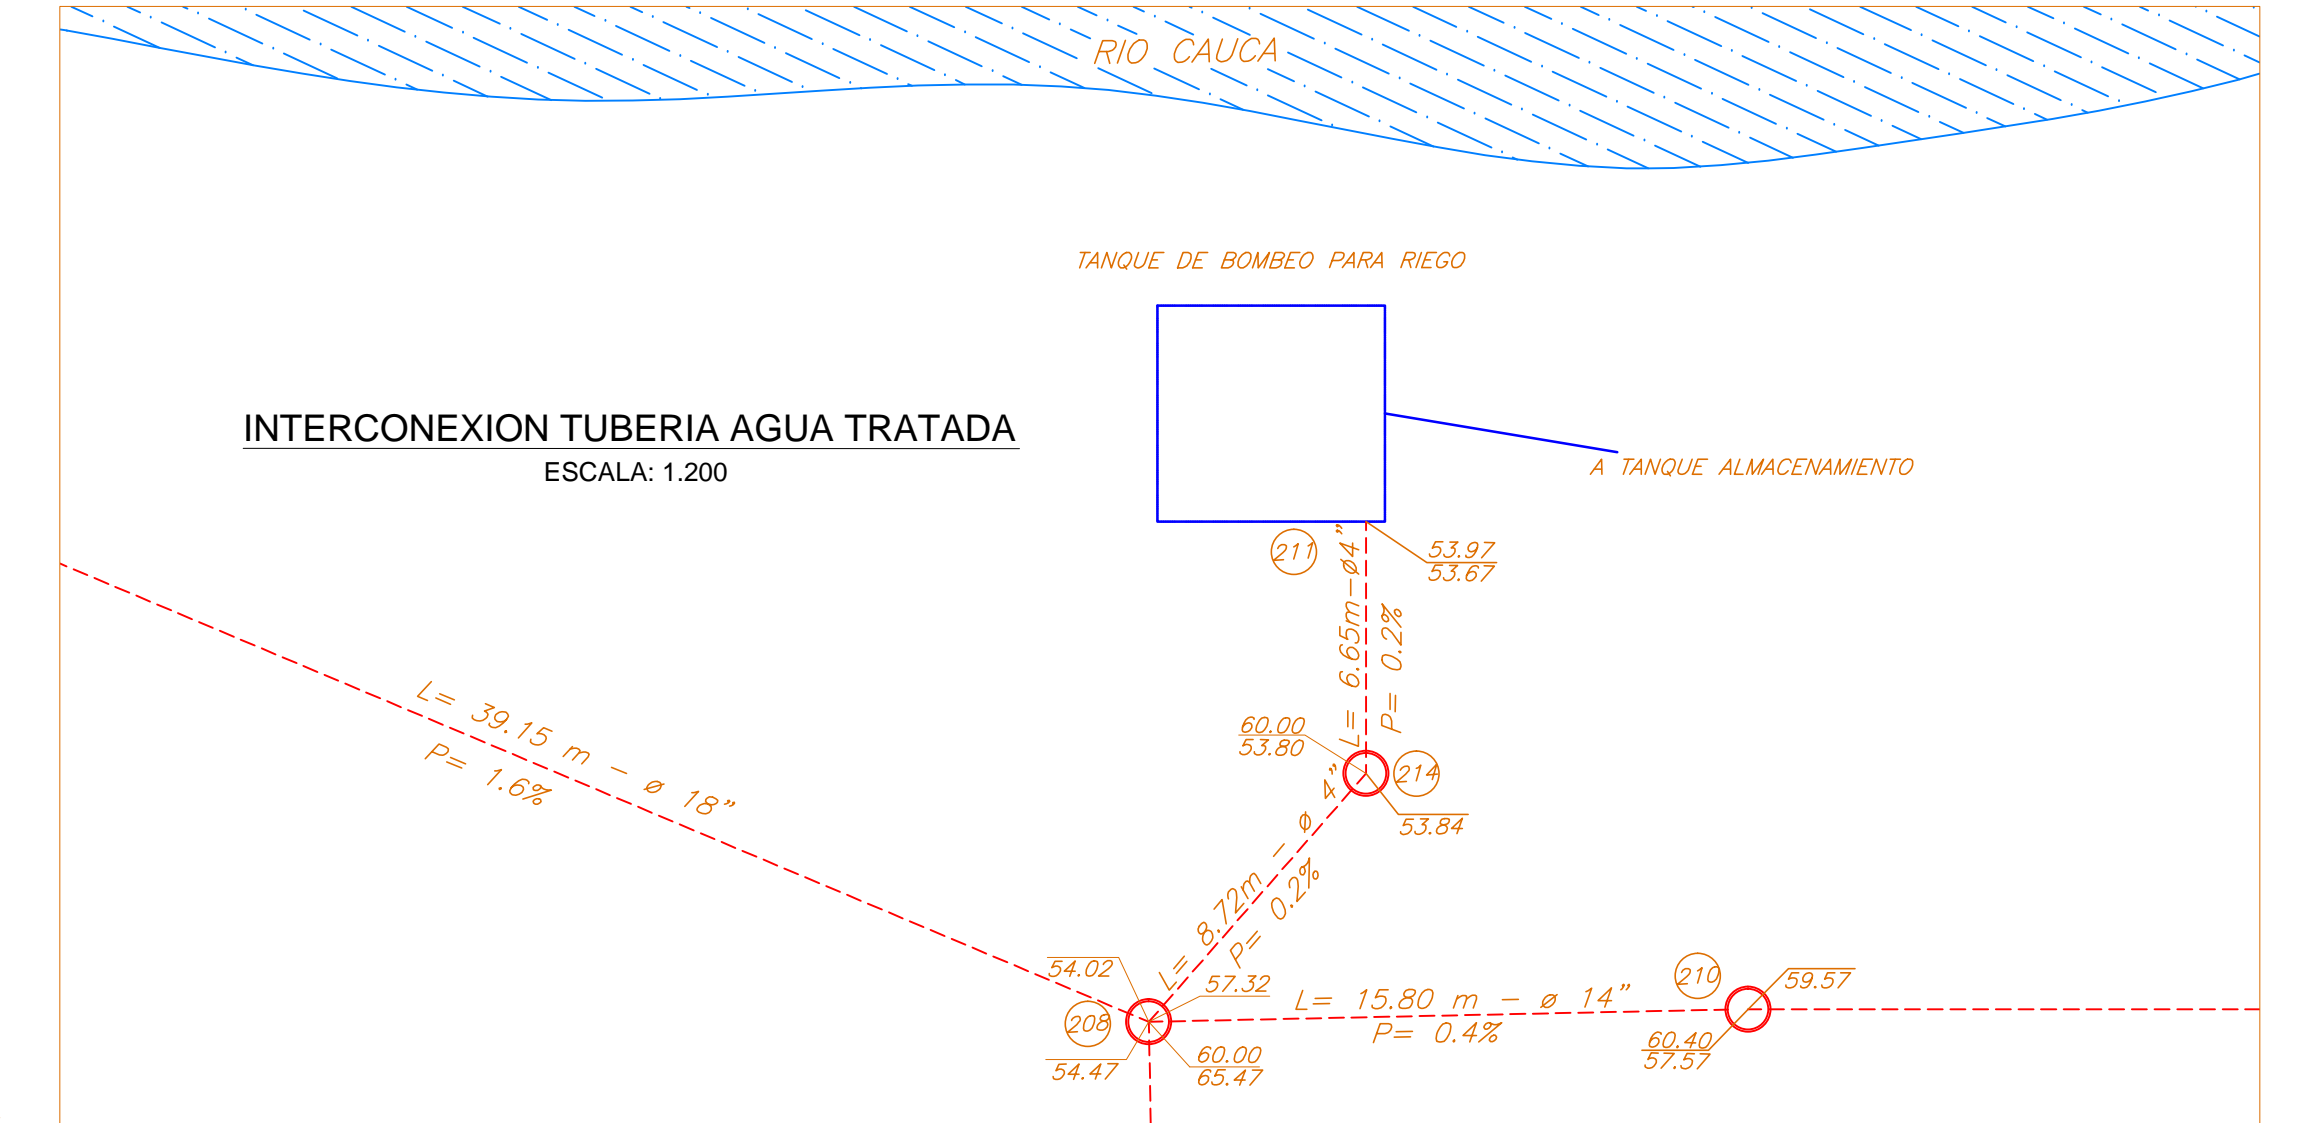 RIO CAUCA
TANQUE DE BOMBEO PARA RIEGO
INTERCONEXION TUBERIA AGUA TRATADA
ESCALA: 1.200
A TANQUE ALMACENAMIENTO
211
53.97
53.67
L= 6.65m-ø4"
P= 0.2%
L= 39.15 m - ø 18"
P= 1.6%
60.00
53.80
214
53.84
L= 8.72m - ø 4"
P= 0.2%
54.02
57.32
208
54.47
60.00
65.47
L= 15.80 m - ø 14"
P= 0.4%
210
59.57
60.40
57.57